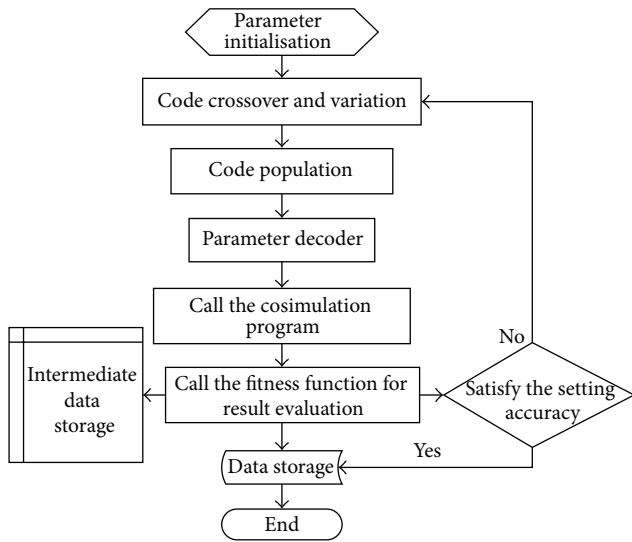 Parameter
initialisation
Code crossover and variation
Code population
Parameter decoder
Call the cosimulation
program
No
Intermediate
data
storage
Call the fitness function for
result evaluation
Satisfy the setting
accuracy
Yes
Data storage
End